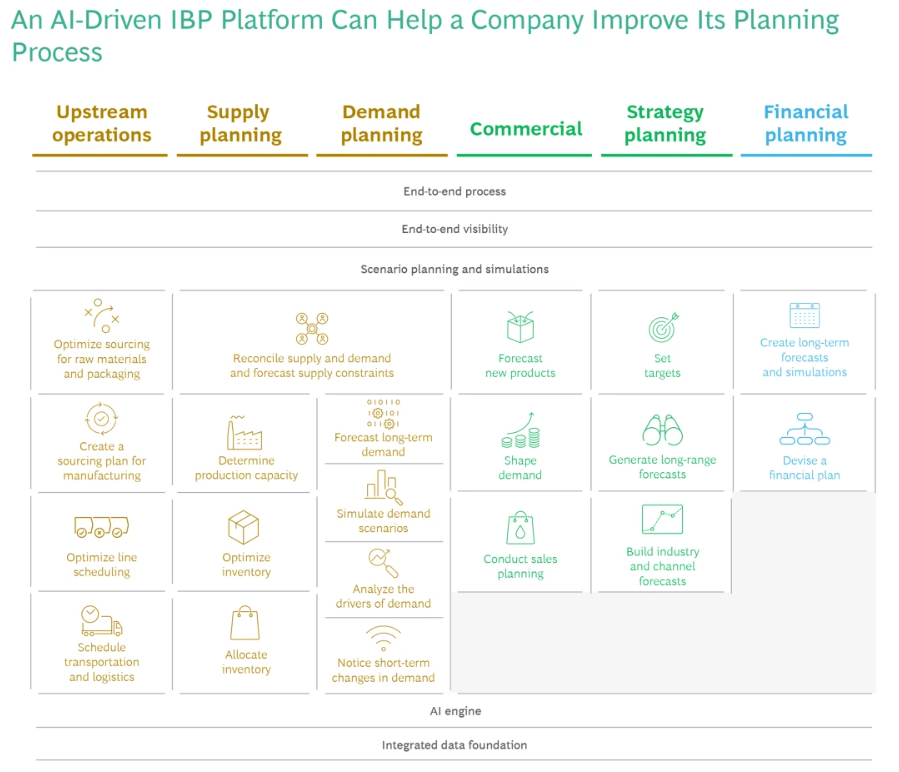 An AI-Driven IBP Platform Can Help a Company Improve Its Planning
Process
Upstream
operations
Supply
planning
Demand
planning
Commercial
Strategy
planning
Financial
planning
End-to-end process
End-to-end visibility
Scenario planning and simulations
Optimize sourcing
for raw materials
and packaging
Reconcile supply and demand
and forecast supply constraints
Forecast
new products
Set
targets
Create long-term
forecasts
and simulations
Create a
sourcing plan for
manufacturing
Determine
production capacity
Forecast long-term
demand
Shape
demand
Generate long-range
forecasts
Devise a
financial plan
Simulate demand
scenarios
Optimize line
scheduling
Optimize
inventory
Analyze the
drivers of demand
Conduct sales
planning
Build industry
and channel
forecasts
Schedule
transportation
and logistics
Allocate
inventory
Notice short-term
changes in demand
AI engine
Integrated data foundation